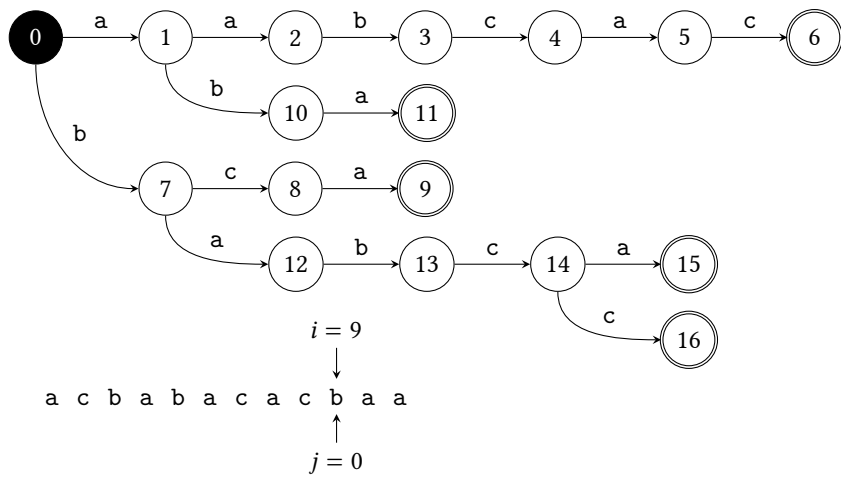 0 a 1 a 2 b 3 c 4 a 5 c 6
b 10 a 11
b 7 c 8 a 9
a 12 b 13 c 14 a 15
c 16
i = 9
a c b a b a c a c b a a
j = 0